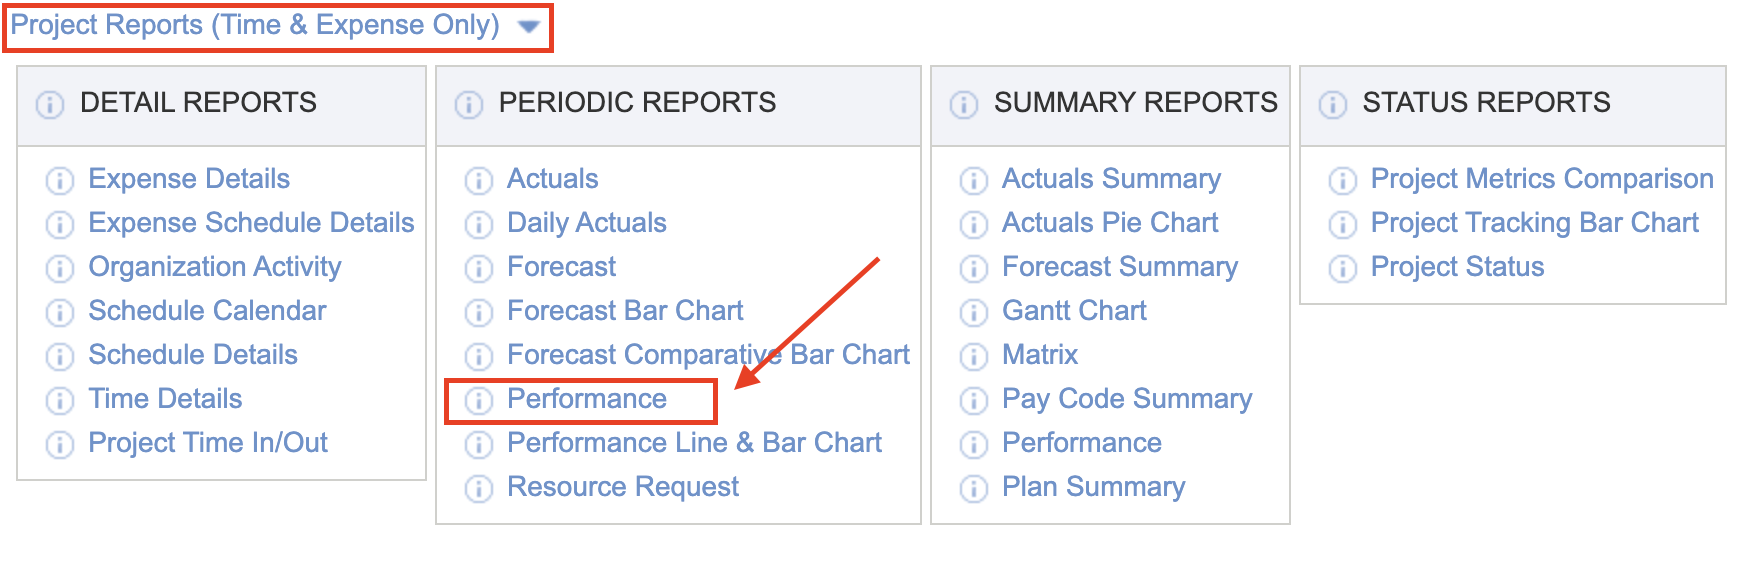 Project Reports (Time & Expense Only)
DETAIL REPORTS
Expense Details
Expense Schedule Details
Organization Activity
Schedule Calendar
Schedule Details
Time Details
Project Time In/Out
PERIODIC REPORTS
Actuals
Daily Actuals
Forecast
Forecast Bar Chart
Forecast Comparative Bar Chart
Performance
Performance Line & Bar Chart
Resource Request
SUMMARY REPORTS
Actuals Summary
Actuals Pie Chart
Forecast Summary
Gantt Chart
Matrix
Pay Code Summary
Performance
Plan Summary
STATUS REPORTS
Project Metrics Comparison
Project Tracking Bar Chart
Project Status